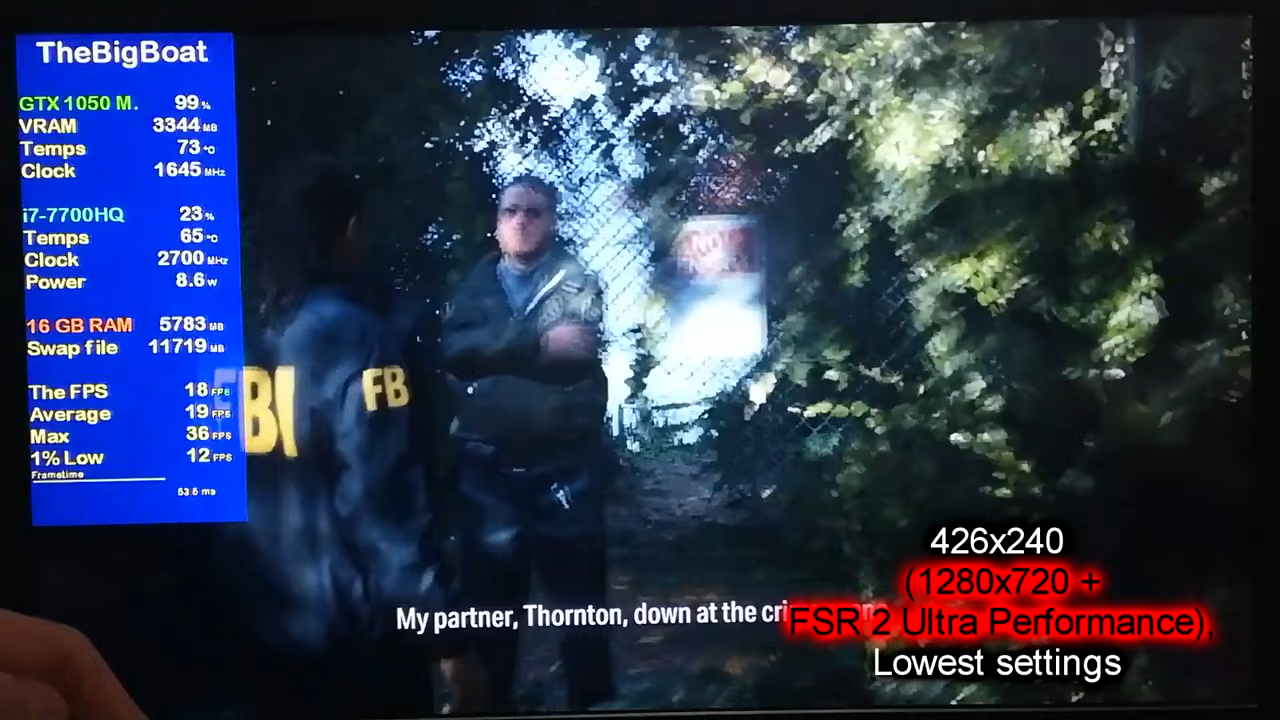 TheBigBoat
GTX 1050 M. 99 %
VRAM 3344 MB
Temps 73 °C
Clock 1645 MHz
i7-7700HQ 23 %
Temps 65 °C
Clock 2700 MHz
Power 8.6 W
16 GB RAM 5783 MB
Swap file 11719 MB
The FPS 18 FPS
Average 19 FPS
Max 36 FPS
1% Low 12 FPS
Frametime
53.6 ms
FBI
FB
426x240
(1280x720 +
FSR 2 Ultra Performance),
Lowest settings
My partner, Thornton, down at the